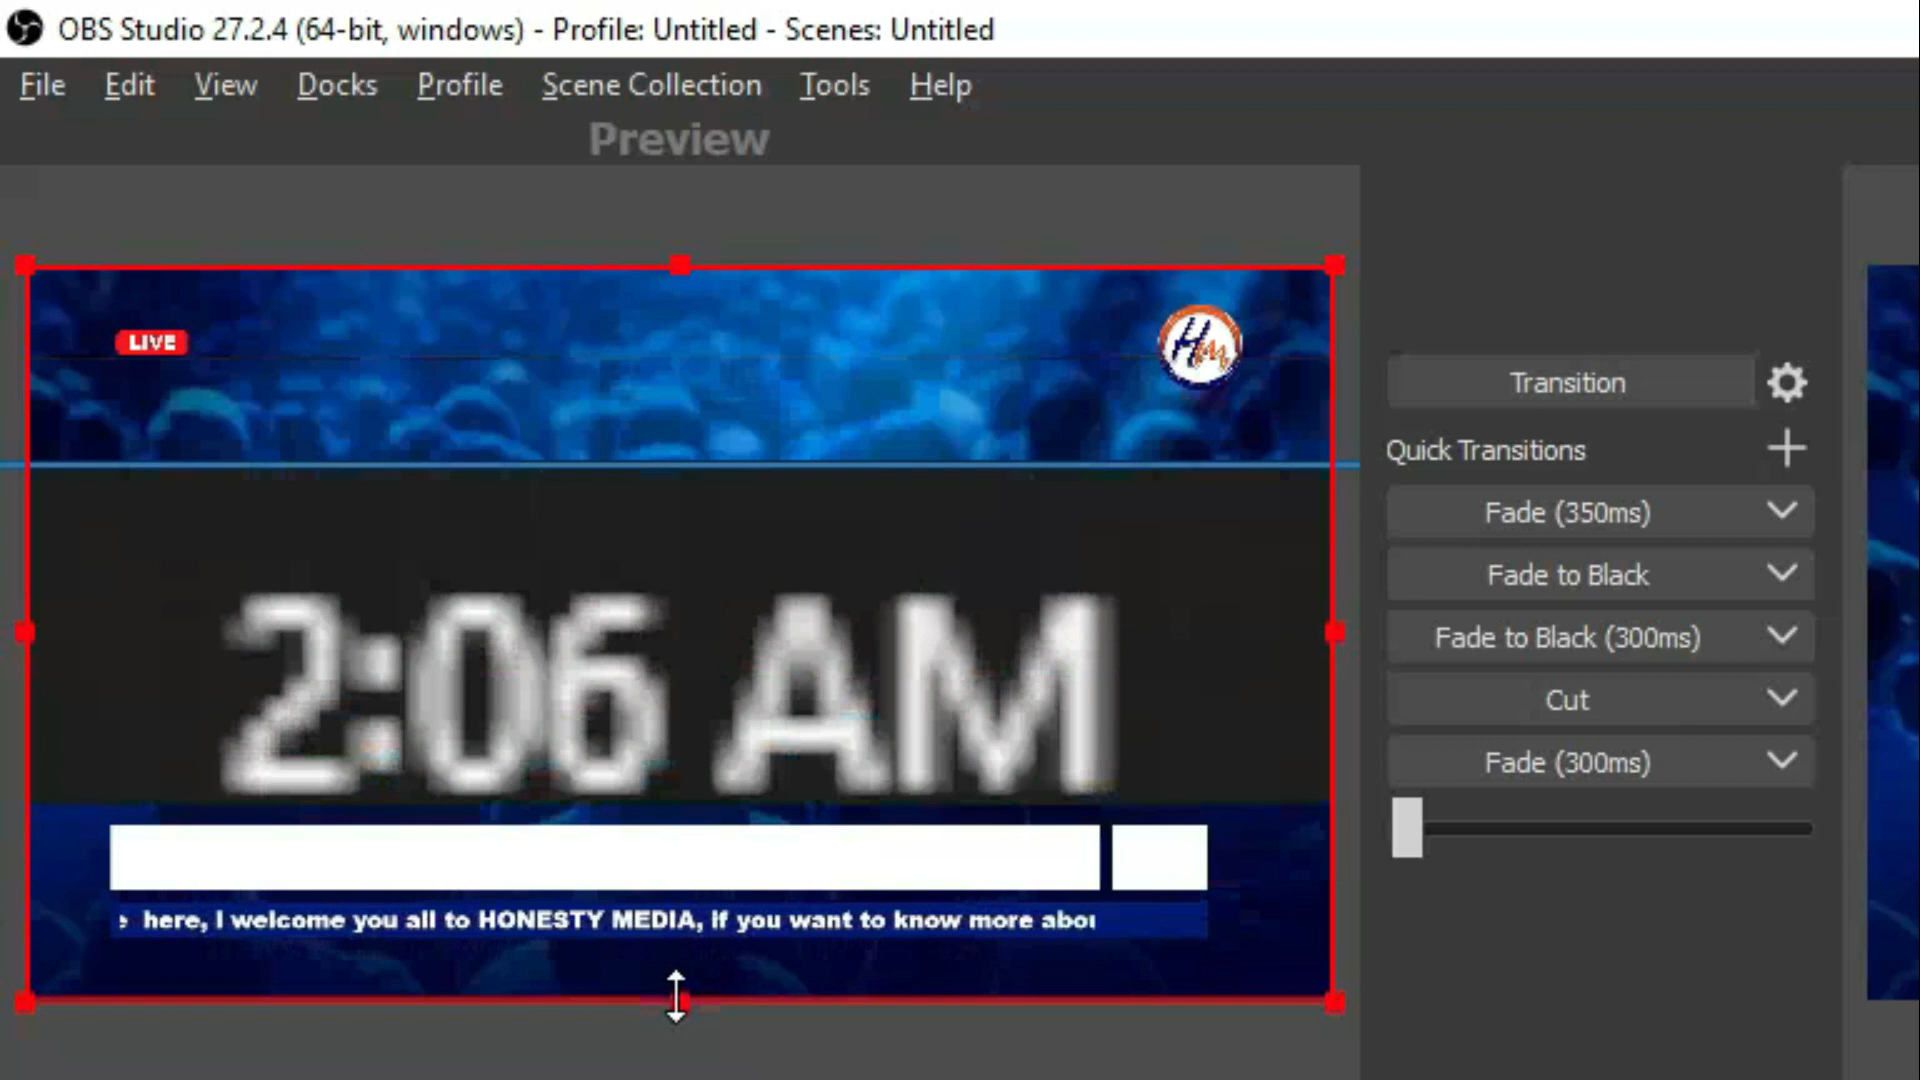 OBS Studio 27.2.4 (64-bit, windows) - Profile: Untitled - Scenes: Untitled
File Edit View Docks Profile Scene Collection Tools Help
Preview
LIVE
Hm
Transition
Quick Transitions
Fade (350ms)
Fade to Black
Fade to Black (300ms)
Cut
Fade (300ms)
2:06 AM
here, I welcome you all to HONESTY MEDIA, if you want to know more